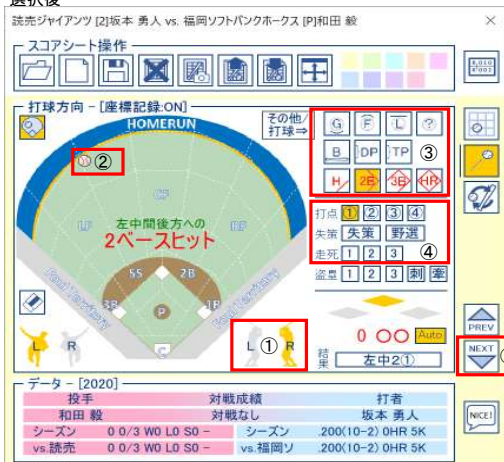 選択後
読売ジャイアンツ [2]坂本 勇人 vs. 福岡ソフトバンクホークス [P]和田 毅 ×
スコアシート操作
打球方向 - [座標記録:ON]
HOMERUN
その他/
打球⇒
G F L ?
B DP TP ③
H 2B 3B HR
②
CF
LF RF
左中間後方への
2ベースヒット
打点 ① ② ③ ④
失策 失策 野選
走死 1 2 3 ④
盗塁 1 2 3 刺 牽
SS 2B
3B 1B
P
C
Foul Territory
Foul Territory
L R
L ① R
0 〇〇 Auto
結果 左中2①
PREV
NEXT
データ - [2020]
投手 対戦成績 打者
和田 毅 対戦なし 坂本 勇人
シーズン 0 0/3 W0 L0 S0 - シーズン .200(10-2) 0HR 5K
vs.読売 0 0/3 W0 L0 S0 - vs.福岡ソ .200(10-2) 0HR 5K
NICE!